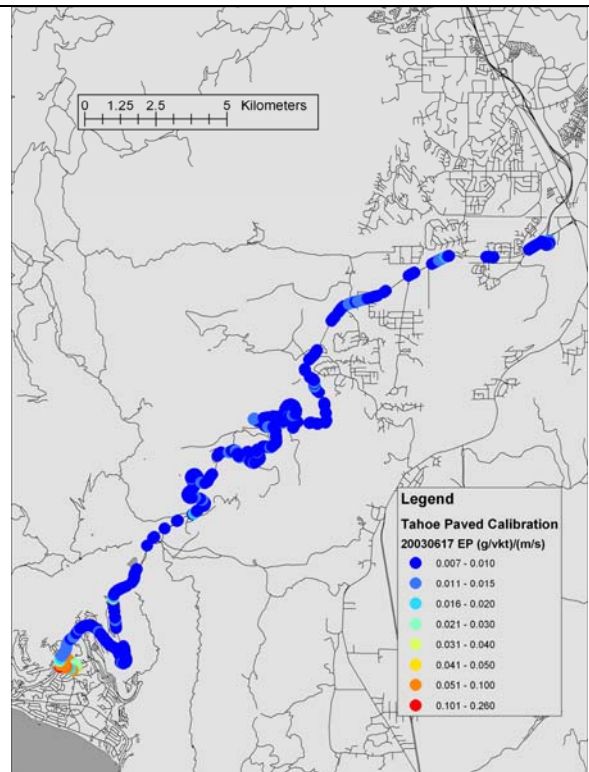 0 1.25 2.5 5 Kilometers
Legend
Tahoe Paved Calibration
20030617 EP (g/vkt)/(m/s)
0.007 - 0.010
0.011 - 0.015
0.016 - 0.020
0.021 - 0.030
0.031 - 0.040
0.041 - 0.050
0.051 - 0.100
0.101 - 0.260